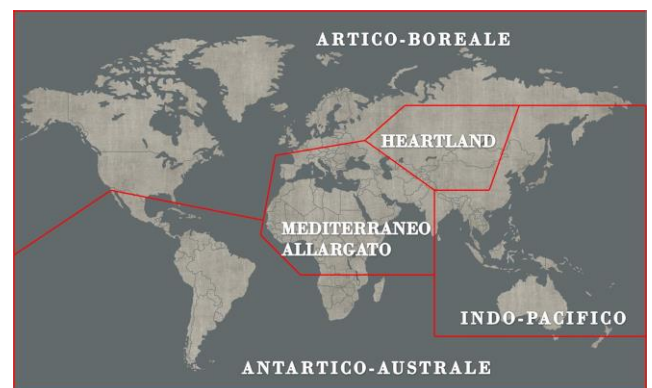 ARTICO-BOREALE
HEARTLAND
MEDITERRANEO
ALLARGATO
INDO-PACIFICO
ANTARTICO-AUSTRALE